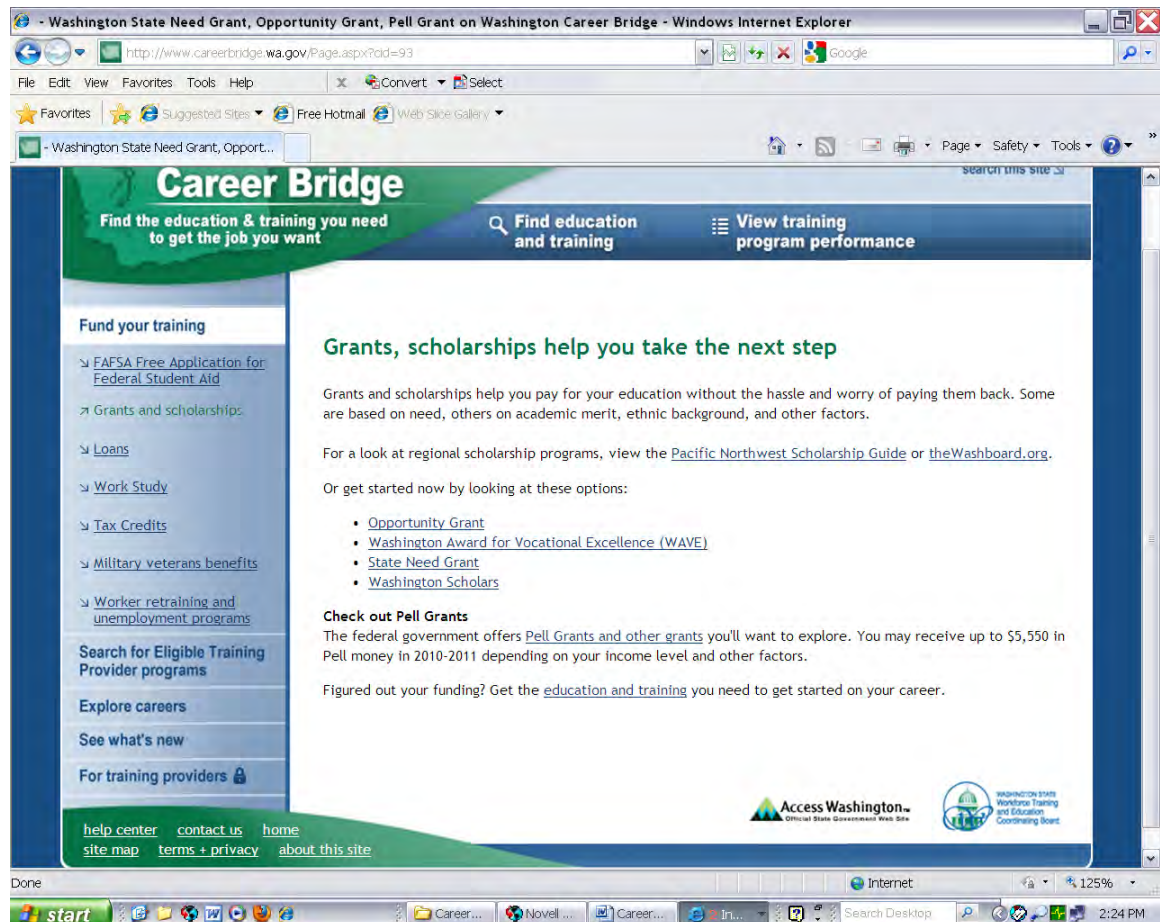 - Washington State Need Grant, Opportunity Grant, Pell Grant on Washington Career Bridge - Windows Internet Explorer
http://www.careerbridge.wa.gov/Page.aspx?cid=93
Google
File Edit View Favorites Tools Help
x Convert Select
Favorites Suggested Sites Free Hotmail Web Slice Gallery
- Washington State Need Grant, Opport...
Page Safety Tools
search this site
Career Bridge
Find the education & training you need
to get the job you want
Find education
and training
View training
program performance
Fund your training
FAFSA Free Application for
Federal Student Aid
Grants and scholarships
Loans
Work Study
Tax Credits
Military veterans benefits
Worker retraining and
unemployment programs
Search for Eligible Training
Provider programs
Explore careers
See what's new
For training providers
Grants, scholarships help you take the next step
Grants and scholarships help you pay for your education without the hassle and worry of paying them back. Some
are based on need, others on academic merit, ethnic background, and other factors.
For a look at regional scholarship programs, view the Pacific Northwest Scholarship Guide or theWashboard.org.
Or get started now by looking at these options:
• Opportunity Grant
• Washington Award for Vocational Excellence (WAVE)
• State Need Grant
• Washington Scholars
Check out Pell Grants
The federal government offers Pell Grants and other grants you'll want to explore. You may receive up to $5,550 in
Pell money in 2010-2011 depending on your income level and other factors.
Figured out your funding? Get the education and training you need to get started on your career.
Access Washington
Official State Government Web Site
WASHINGTON STATE
Workforce Training
and Education
Coordinating Board
help center contact us home
site map terms + privacy about this site
Done
Internet
125%
start
Career...
Novell ...
Career...
In...
Search Desktop
2:24 PM